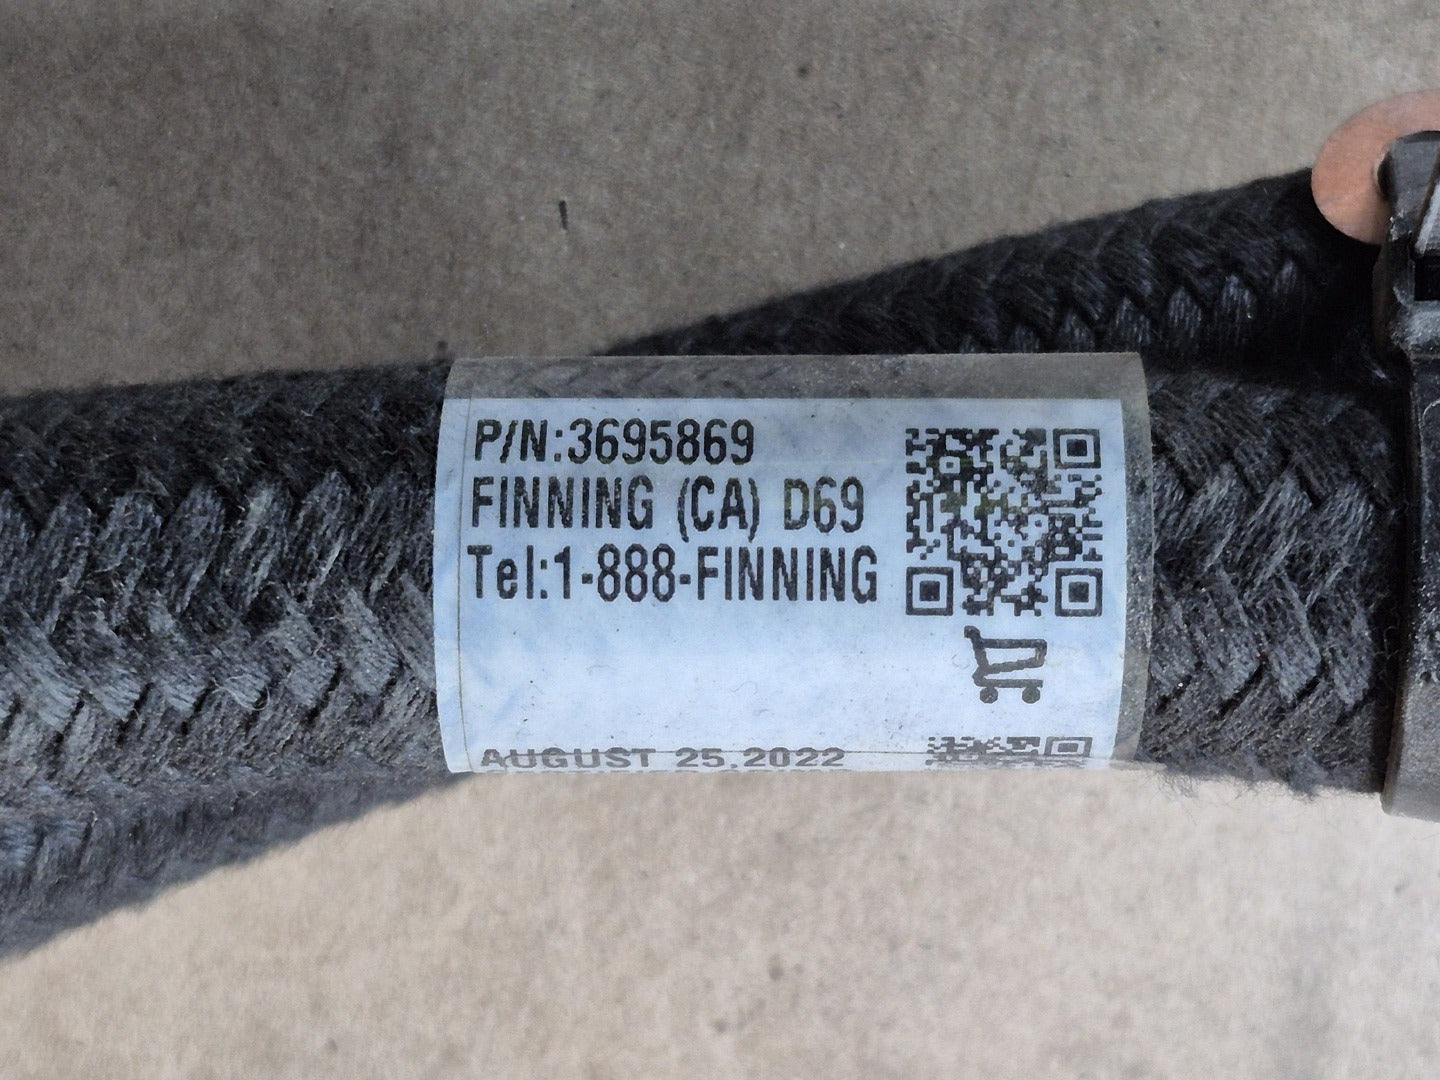 P/N:3695869
FINNING (CA) D69
Tel:1-888-FINNING
AUGUST 25,2022